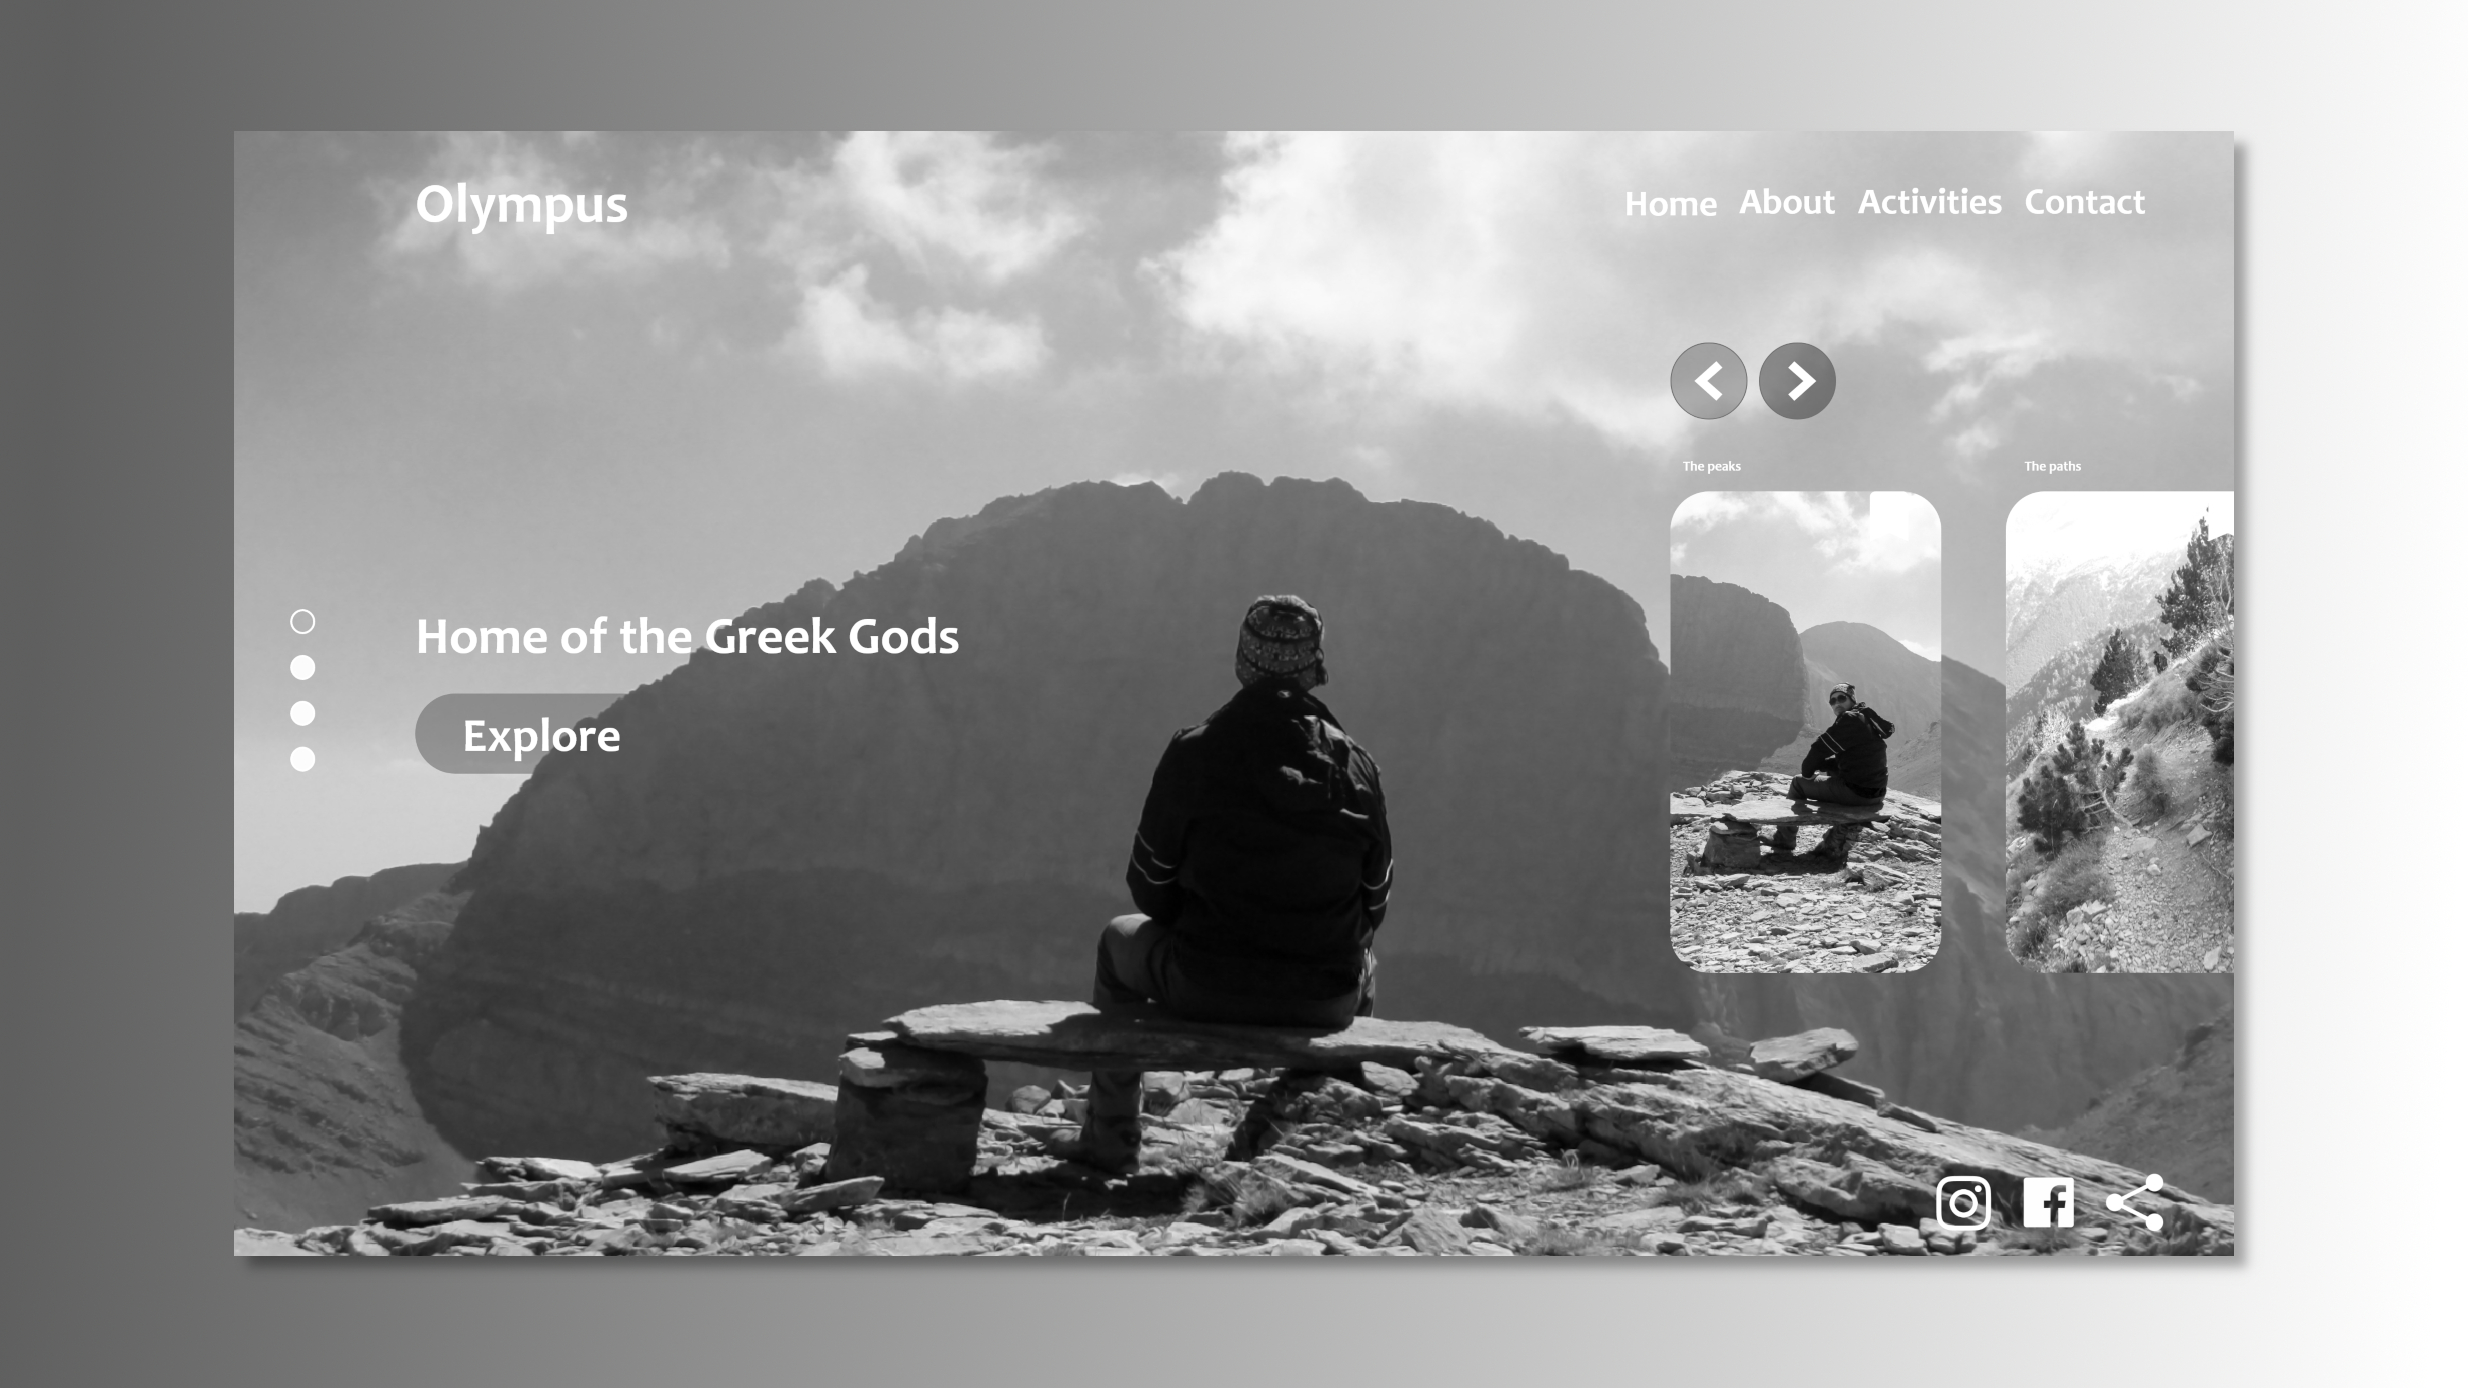 Olympus
Home About Activities Contact
The peaks
The paths
Home of the Greek Gods
Explore